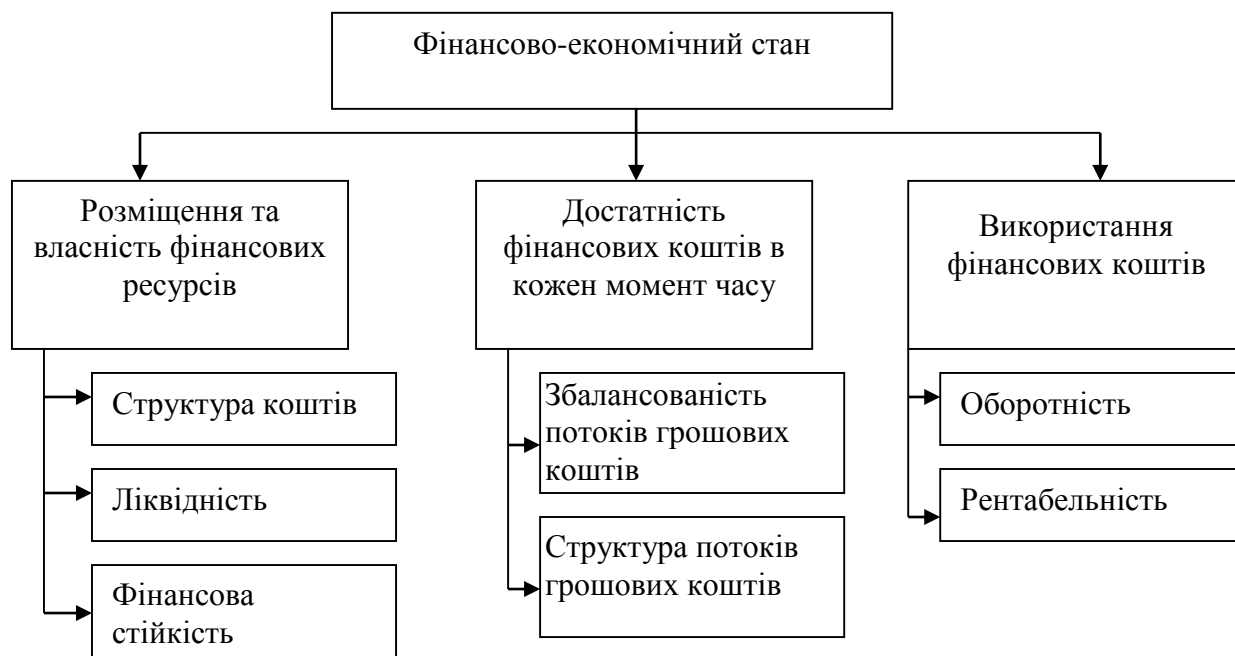 Фінансово-економічний стан
Розміщення та
власність фінансових
ресурсів
Структура коштів
Ліквідність
Фінансова
стійкість
Достатність
фінансових коштів в
кожен момент часу
Збалансованість
потоків грошових
коштів
Структура потоків
грошових коштів
Використання
фінансових коштів
Оборотність
Рентабельність